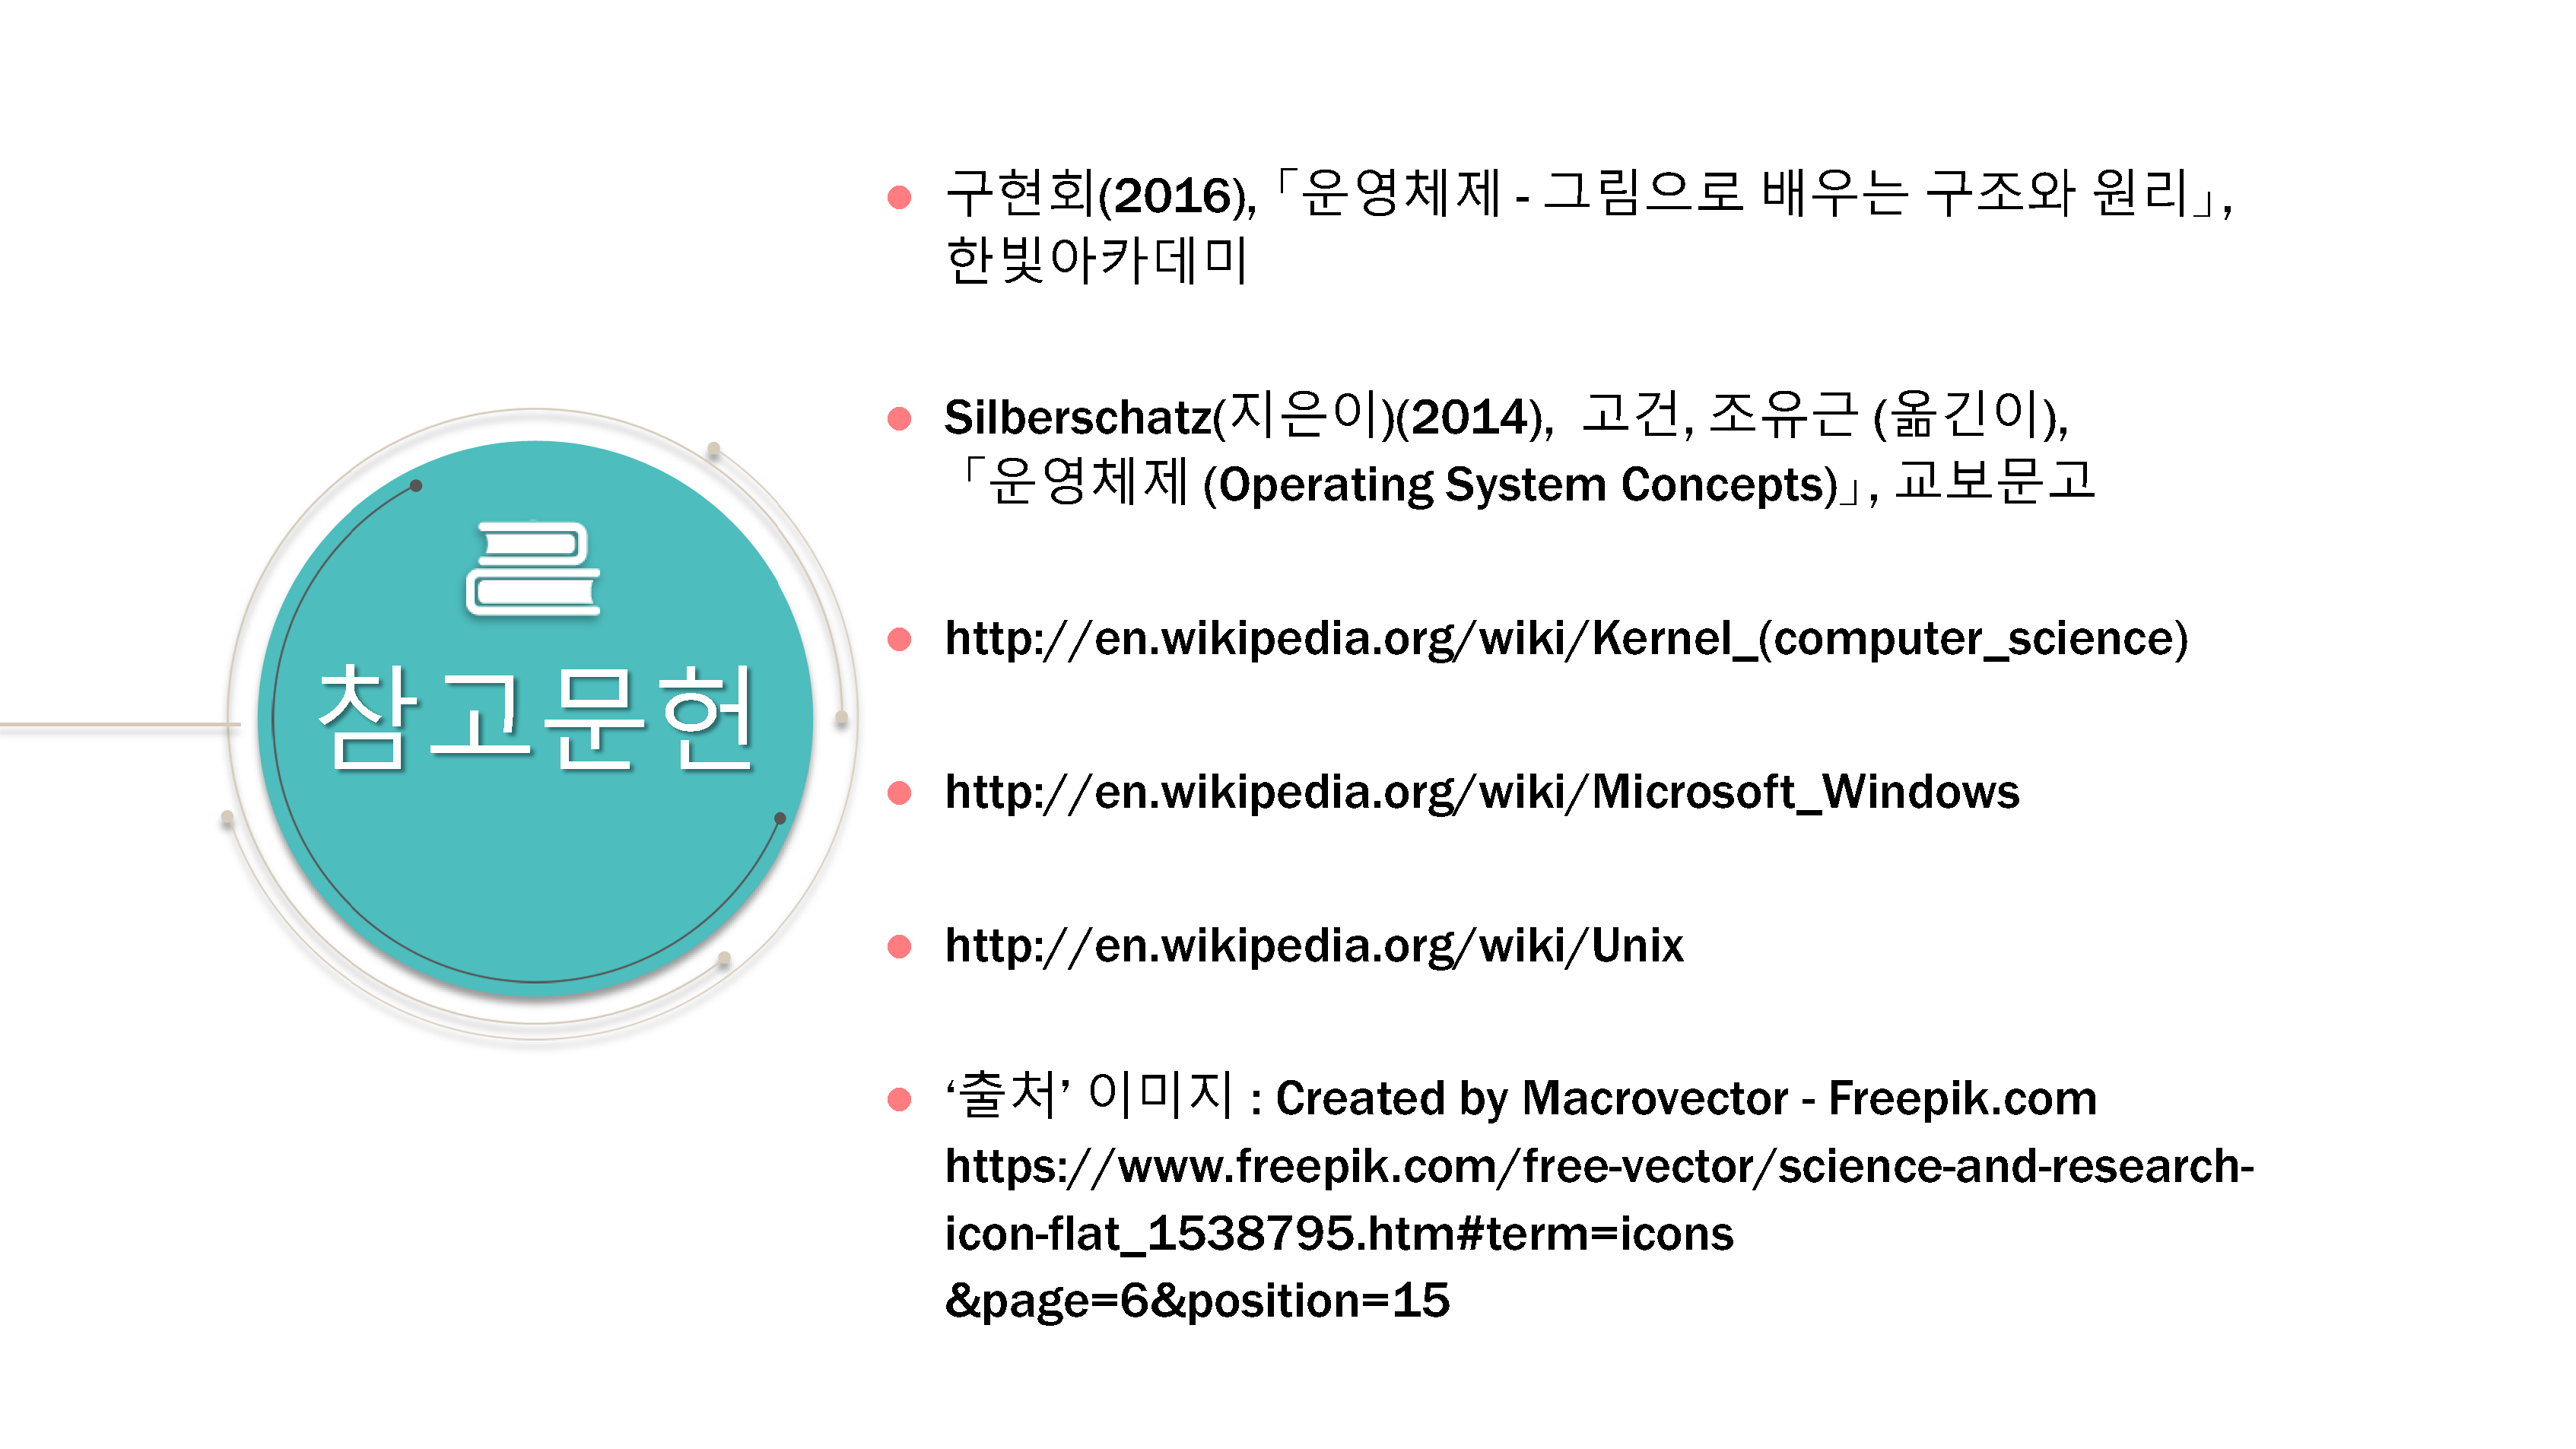 참고문헌
구현회(2016), 「운영체제 - 그림으로 배우는 구조와 원리」,
한빛아카데미
Silberschatz(지은이)(2014), 고건, 조유근 (옮긴이),
「운영체제 (Operating System Concepts)」, 교보문고
http://en.wikipedia.org/wiki/Kernel_(computer_science)
http://en.wikipedia.org/wiki/Microsoft_Windows
http://en.wikipedia.org/wiki/Unix
‘출처’ 이미지 : Created by Macrovector - Freepik.com
https://www.freepik.com/free-vector/science-and-research-
icon-flat_1538795.htm#term=icons
&page=6&position=15